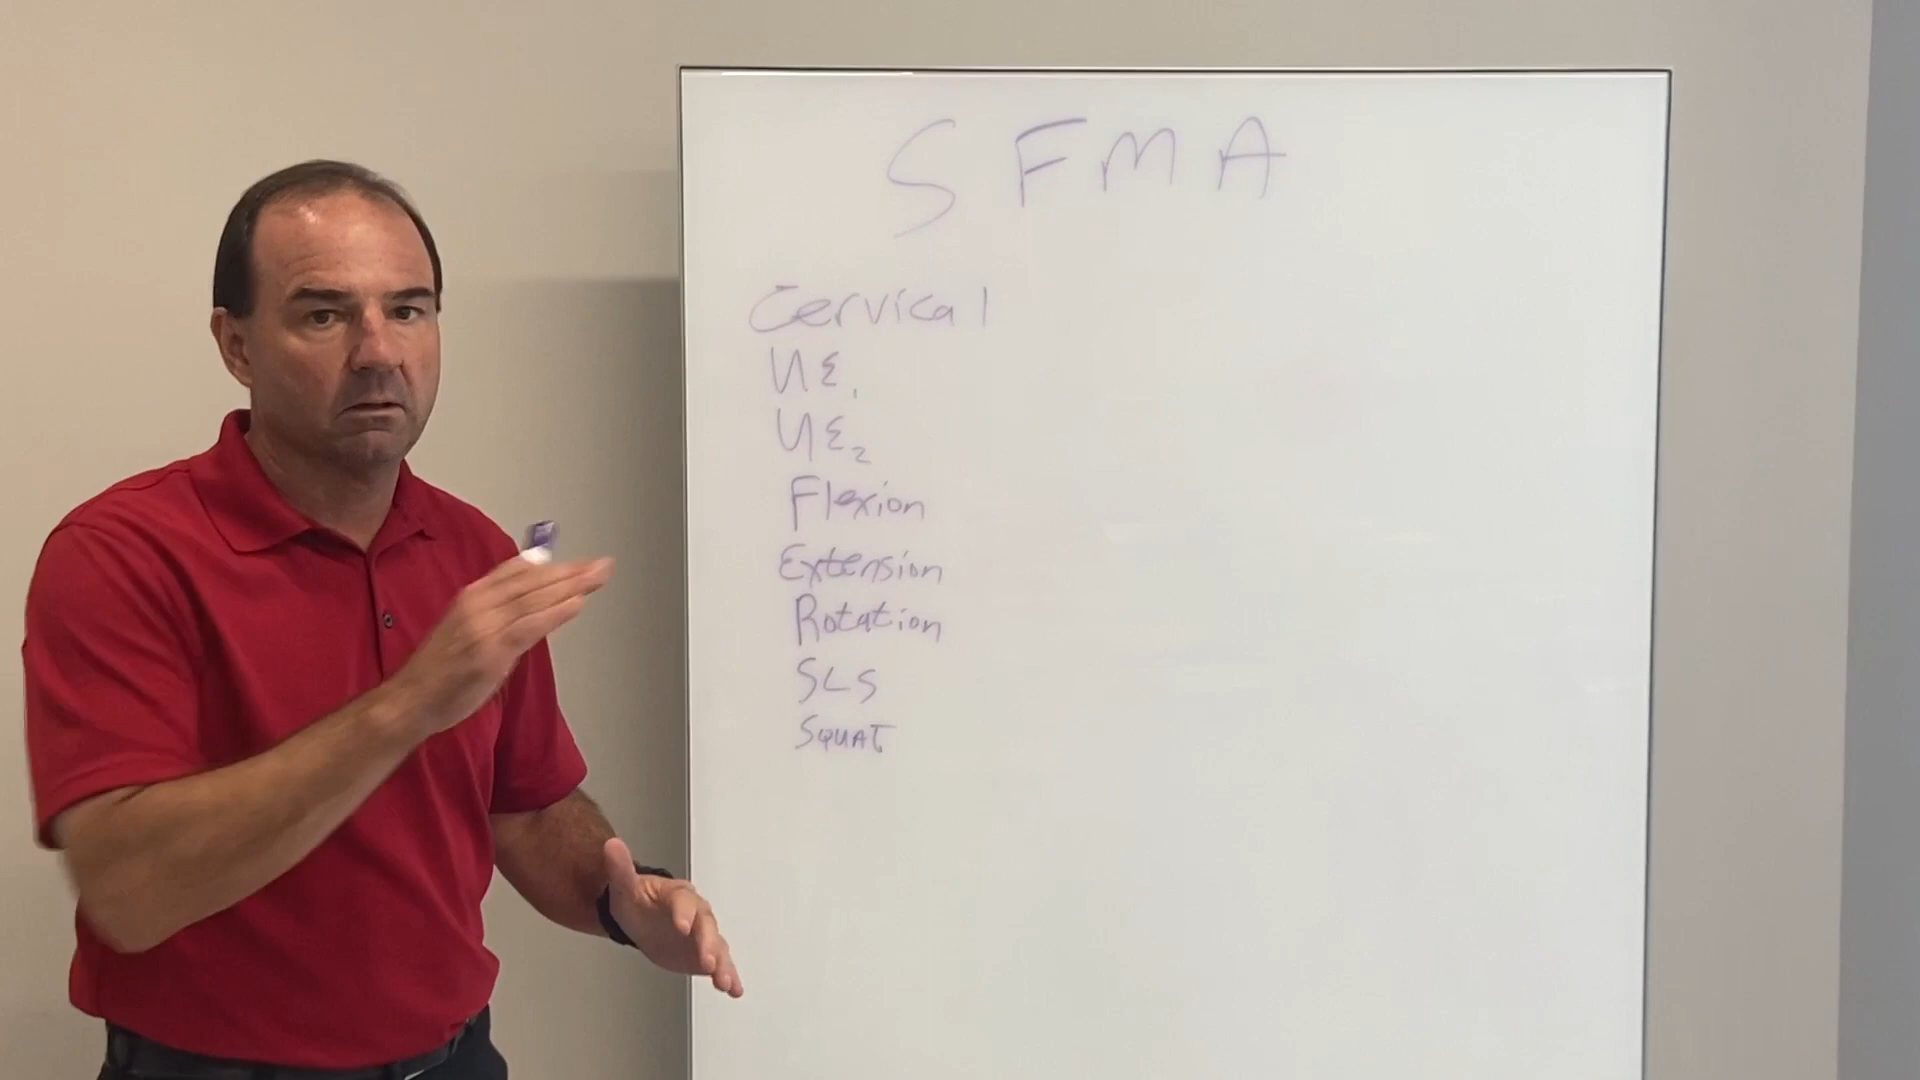 SFMA
Cervical
UE1
UE2
Flexion
Extension
Rotation
SLS
SQUAT